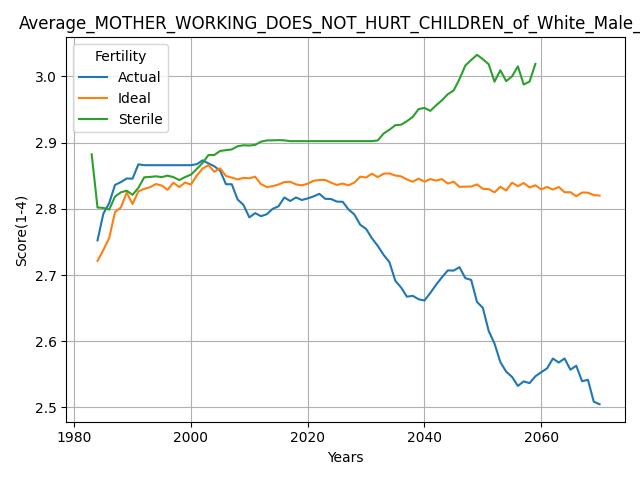 Average_MOTHER_WORKING_DOES_NOT_HURT_CHILDREN_of_White_Male_
Fertility
Actual
Ideal
Sterile
Score(1-4)
3.0
2.9
2.8
2.7
2.6
2.5
1980 2000 2020 2040 2060
Years